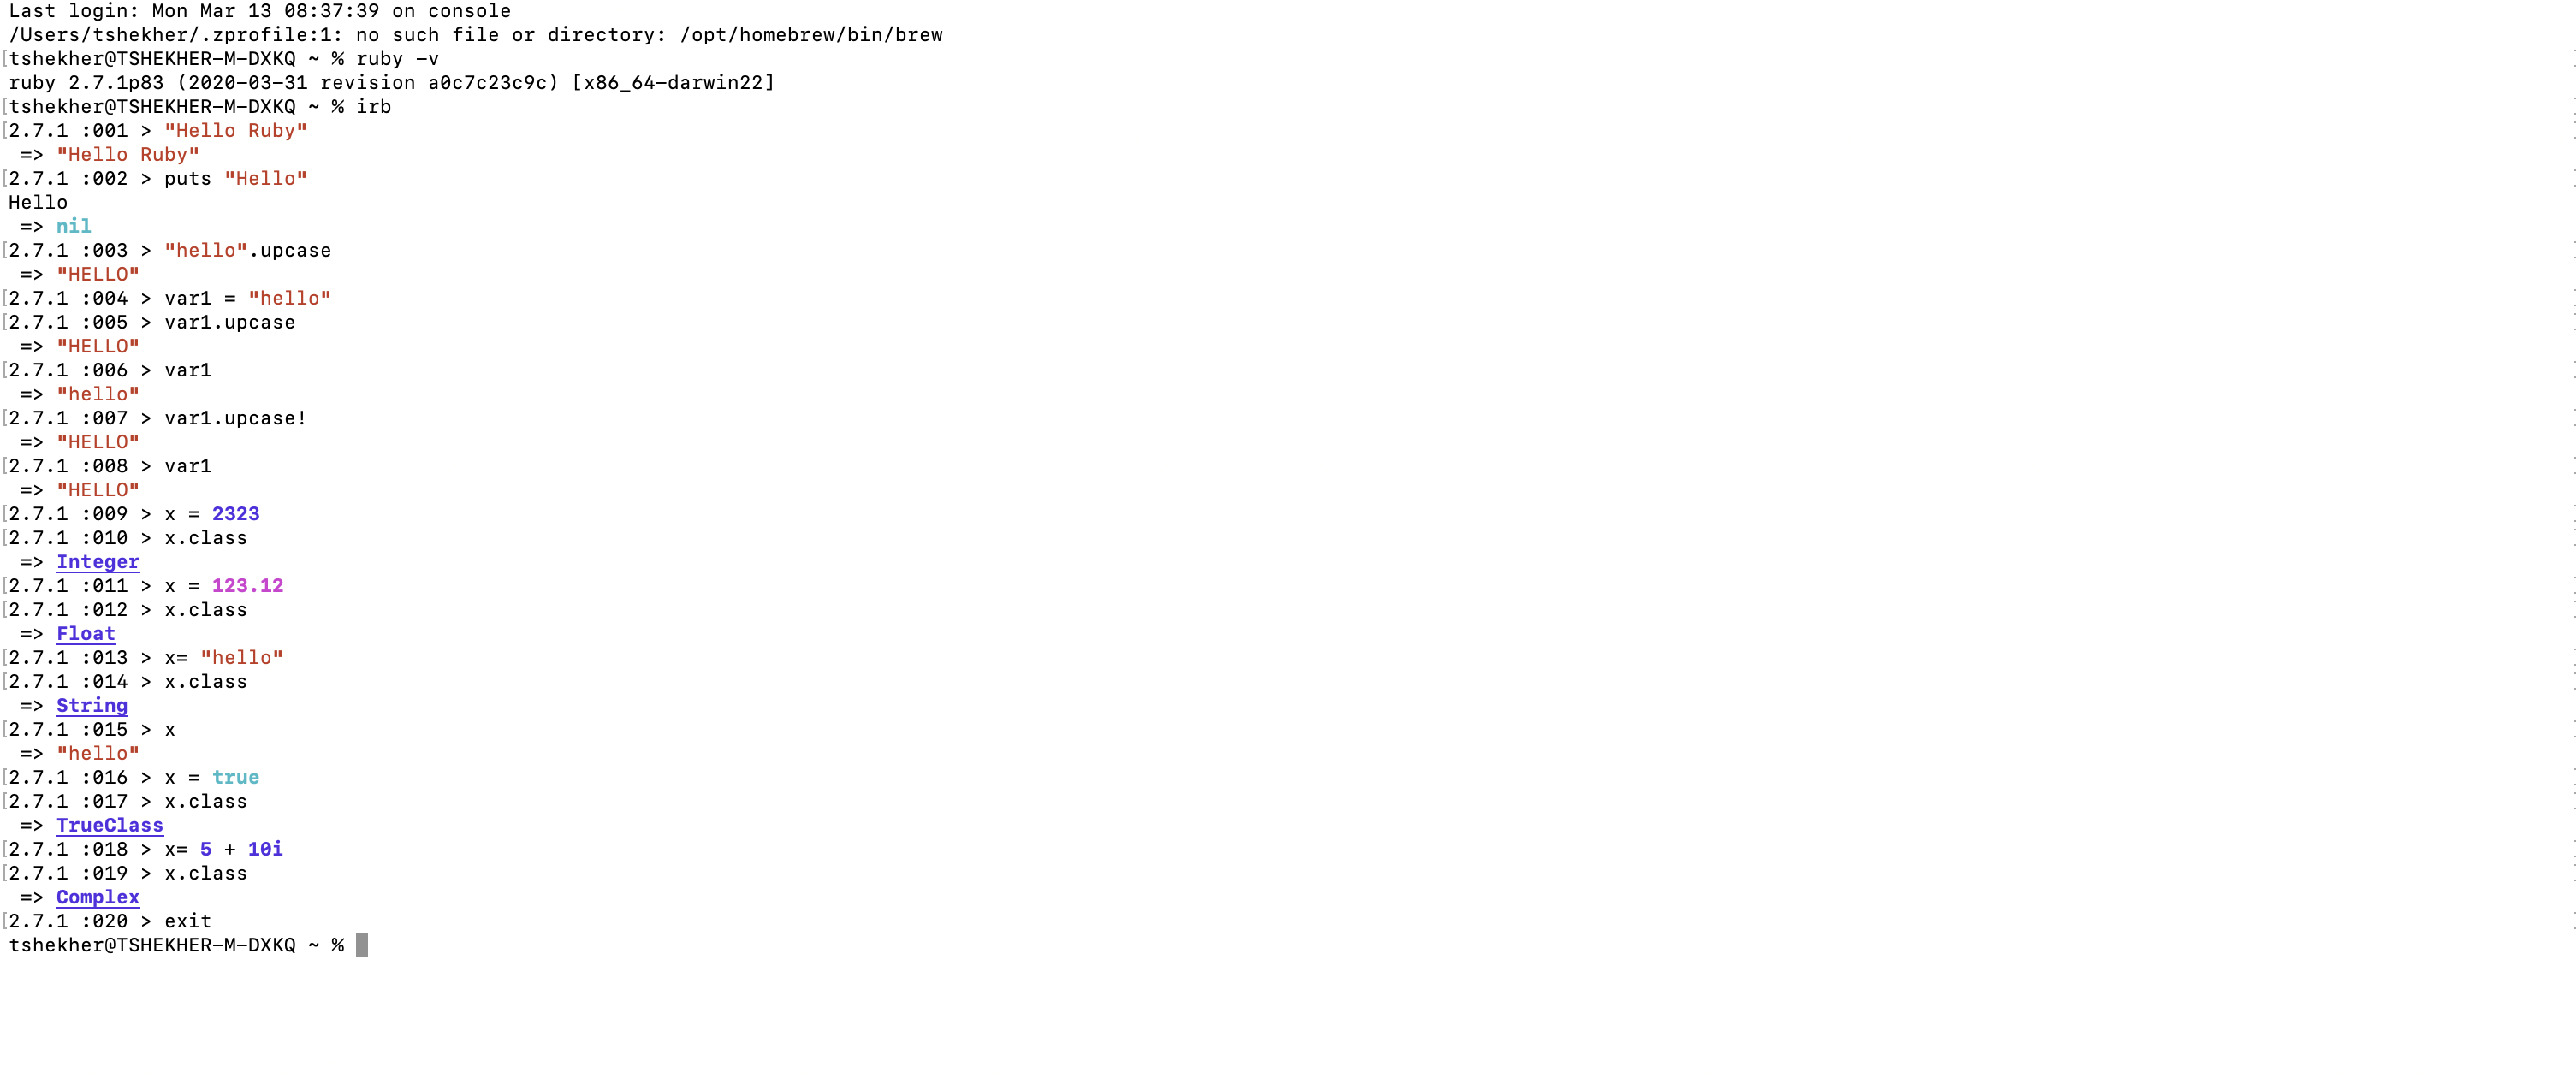 Last login: Mon Mar 13 08:37:39 on console
/Users/tshekher/.zprofile:1: no such file or directory: /opt/homebrew/bin/brew
[tshekher@TSHEKHER-M-DXKQ ~ % ruby -v
ruby 2.7.1p83 (2020-03-31 revision a0c7c23c9c) [x86_64-darwin22]
[tshekher@TSHEKHER-M-DXKQ ~ % irb
[2.7.1 :001 > "Hello Ruby"
 => "Hello Ruby"
[2.7.1 :002 > puts "Hello"
Hello
 => nil
[2.7.1 :003 > "hello".upcase
 => "HELLO"
[2.7.1 :004 > var1 = "hello"
[2.7.1 :005 > var1.upcase
 => "HELLO"
[2.7.1 :006 > var1
 => "hello"
[2.7.1 :007 > var1.upcase!
 => "HELLO"
[2.7.1 :008 > var1
 => "HELLO"
[2.7.1 :009 > x = 2323
[2.7.1 :010 > x.class
 => Integer
[2.7.1 :011 > x = 123.12
[2.7.1 :012 > x.class
 => Float
[2.7.1 :013 > x= "hello"
[2.7.1 :014 > x.class
 => String
[2.7.1 :015 > x
 => "hello"
[2.7.1 :016 > x = true
[2.7.1 :017 > x.class
 => TrueClass
[2.7.1 :018 > x= 5 + 10i
[2.7.1 :019 > x.class
 => Complex
[2.7.1 :020 > exit
tshekher@TSHEKHER-M-DXKQ ~ %